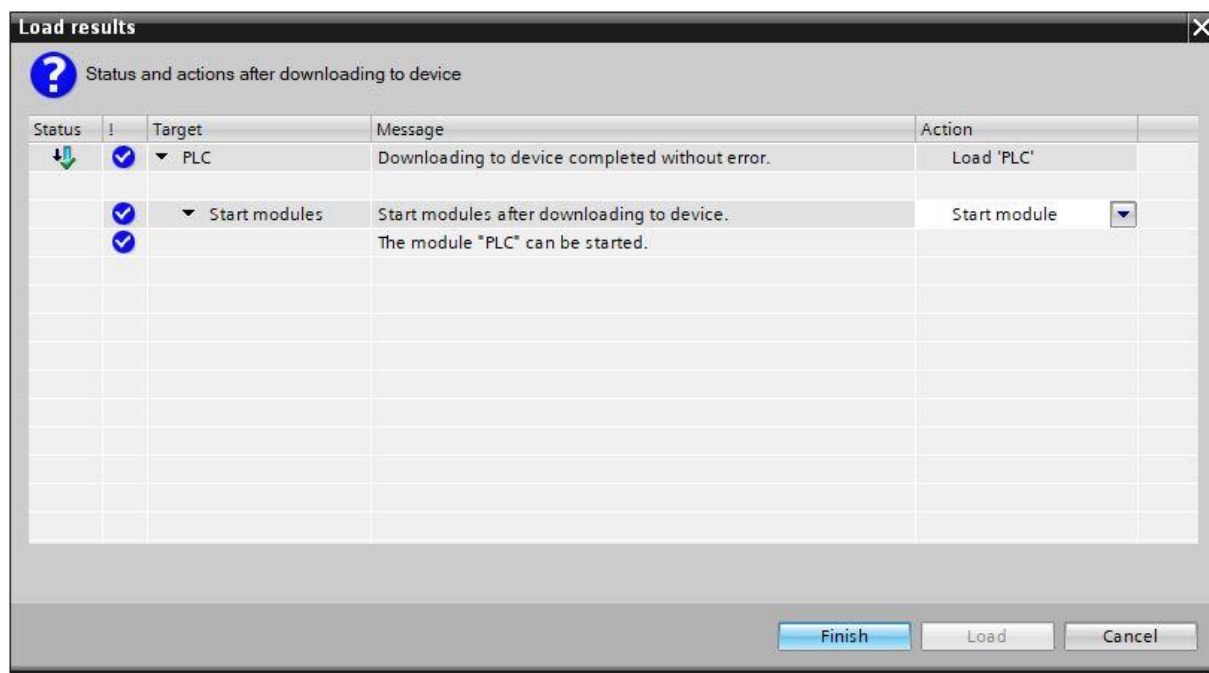 Load results
Status and actions after downloading to device
Status ! Target Message Action
PLC Downloading to device completed without error. Load 'PLC'
Start modules Start modules after downloading to device. Start module
The module "PLC" can be started.
Finish Load Cancel